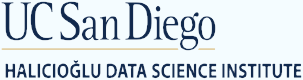 UC San Diego
HALICIOĞLU DATA SCIENCE INSTITUTE